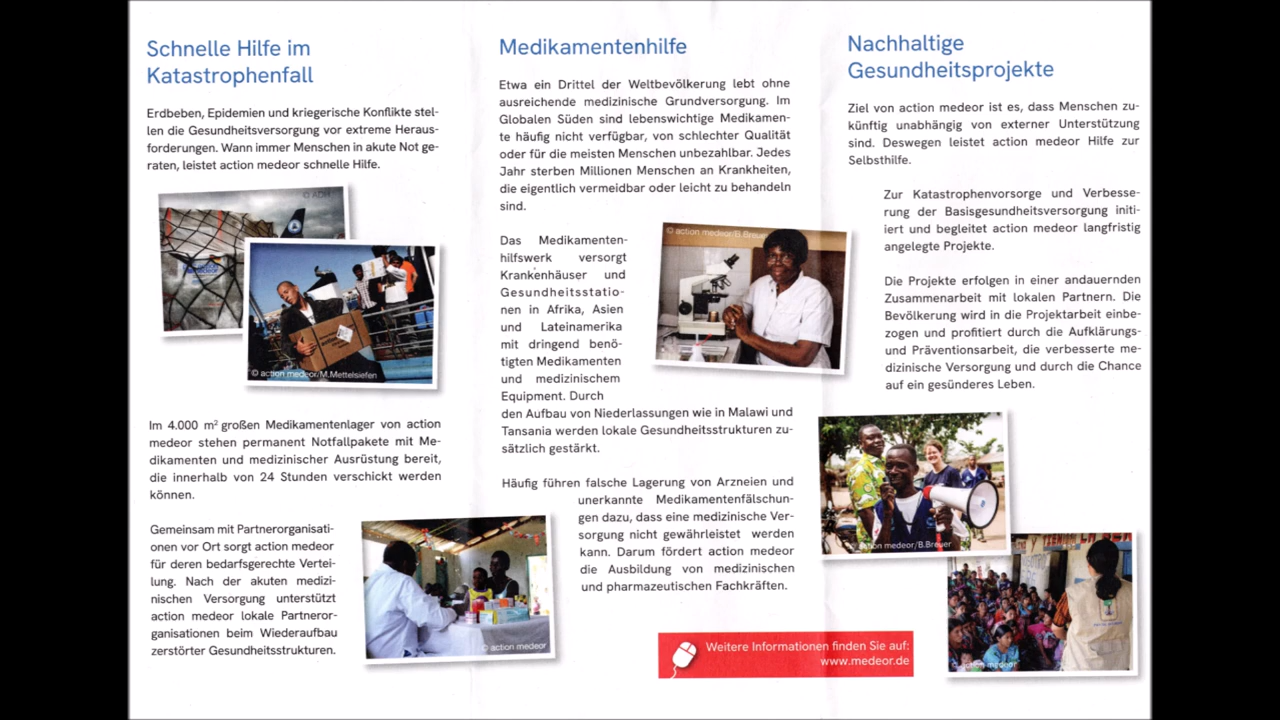 Schnelle Hilfe im
Katastrophenfall
Erdbeben, Epidemien und kriegerische Konflikte stel-
len die Gesundheitsversorgung vor extreme Heraus-
forderungen. Wann immer Menschen in akute Not ge-
raten, leistet action medeor schnelle Hilfe.
© ADH
medeor
© action medeor/M.Mettelsiefen
Im 4.000 m² großen Medikamentenlager von action
medeor stehen permanent Notfallpakete mit Me-
dikamenten und medizinischer Ausrüstung bereit,
die innerhalb von 24 Stunden verschickt werden
können.
Gemeinsam mit Partnerorganisati-
onen vor Ort sorgt action medeor
für deren bedarfsgerechte Vertei-
lung. Nach der akuten medizi-
nischen Versorgung unterstützt
action medeor lokale Partneror-
ganisationen beim Wiederaufbau
zerstörter Gesundheitsstrukturen.
© action medeor
Medikamentenhilfe
Etwa ein Drittel der Weltbevölkerung lebt ohne
ausreichende medizinische Grundversorgung. Im
Globalen Süden sind lebenswichtige Medikamen-
te häufig nicht verfügbar, von schlechter Qualität
oder für die meisten Menschen unbezahlbar. Jedes
Jahr sterben Millionen Menschen an Krankheiten,
die eigentlich vermeidbar oder leicht zu behandeln
sind.
Das Medikamenten-
hilfswerk versorgt
Krankenhäuser und
Gesundheitsstatio-
nen in Afrika, Asien
und Lateinamerika
mit dringend benö-
tigten Medikamenten
und medizinischem
Equipment. Durch
den Aufbau von Niederlassungen wie in Malawi und
Tansania werden lokale Gesundheitsstrukturen zu-
sätzlich gestärkt.
© action medeor/B.Breuer
Häufig führen falsche Lagerung von Arzneien und
unerkannte Medikamentenfälschun-
gen dazu, dass eine medizinische Ver-
sorgung nicht gewährleistet werden
kann. Darum fördert action medeor
die Ausbildung von medizinischen
und pharmazeutischen Fachkräften.
Weitere Informationen finden Sie auf:
www.medeor.de
Nachhaltige
Gesundheitsprojekte
Ziel von action medeor ist es, dass Menschen zu-
künftig unabhängig von externer Unterstützung
sind. Deswegen leistet action medeor Hilfe zur
Selbsthilfe.
Zur Katastrophenvorsorge und Verbesse-
rung der Basisgesundheitsversorgung initi-
iert und begleitet action medeor langfristig
angelegte Projekte.
Die Projekte erfolgen in einer andauernden
Zusammenarbeit mit lokalen Partnern. Die
Bevölkerung wird in die Projektarbeit einbe-
zogen und profitiert durch die Aufklärungs-
und Präventionsarbeit, die verbesserte me-
dizinische Versorgung und durch die Chance
auf ein gesünderes Leben.
© action medeor/B.Breuer
© action medeor